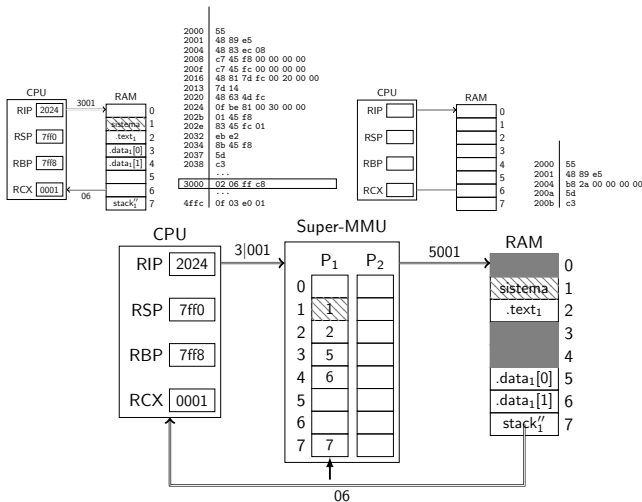 2000 55
2001 48 89 e5
2004 48 83 ec 08
2008 c7 45 f8 00 00 00 00
200f c7 45 fc 00 00 00 00
2016 48 81 7d fc 00 20 00 00
2013 7d 14
2020 48 63 4d fc
2024 0f be 81 00 30 00 00
202b 01 45 f8
202e 83 45 fc 01
2032 eb e2
2034 8b 45 f8
2037 5d
2038 c3
...
3000 02 06 ff c8
...
4ffc 0f 03 e0 01
CPU
RIP 2024
RSP 7ff0
RBP 7ff8
RCX 0001
3001
06
RAM
0
sistema 1
.text₁ 2
.data₁[0] 3
.data₁[1] 4
5
6
stack₁′′ 7
CPU
RIP
RSP
RBP
RCX
RAM
0
1
2
3
4
5
6
7
2000 55
2001 48 89 e5
2004 b8 2a 00 00 00 00
200a 5d
200b c3
CPU
RIP 2024
RSP 7ff0
RBP 7ff8
RCX 0001
3|001
Super-MMU
P₁ P₂
0
1 1
2 2
3 5
4 6
5
6
7 7
5001
RAM
0
sistema 1
.text₁ 2
3
4
.data₁[0] 5
.data₁[1] 6
stack₁′′ 7
06